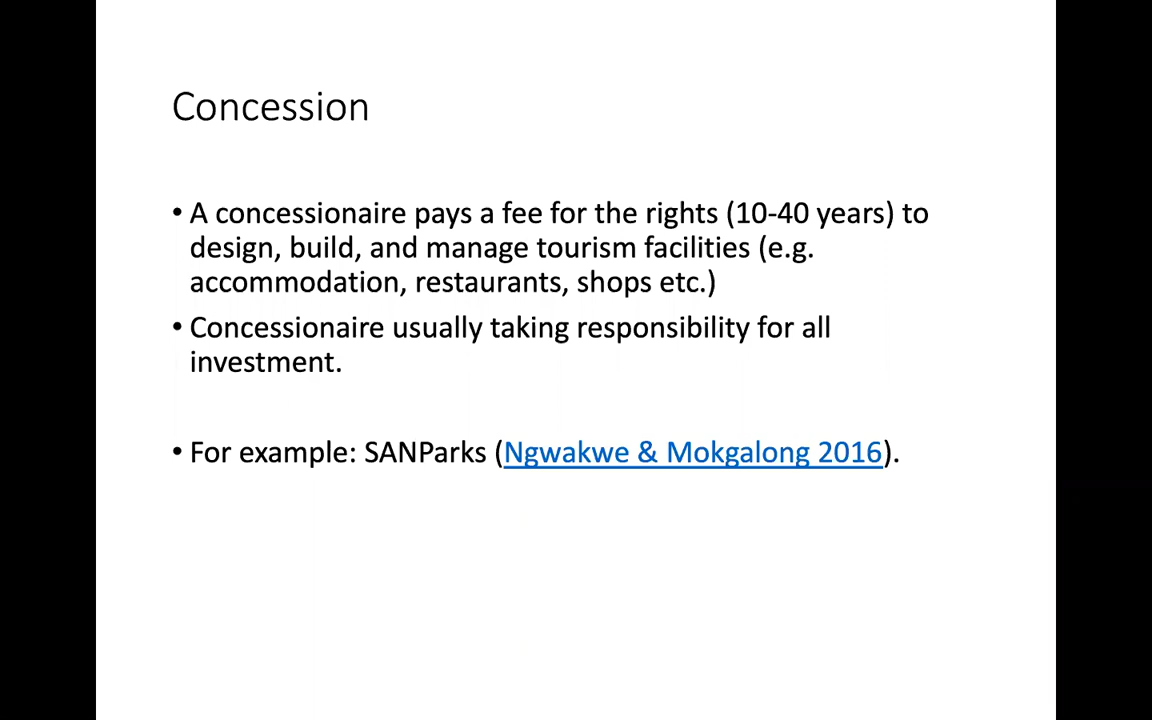 Concession
• A concessionaire pays a fee for the rights (10-40 years) to
design, build, and manage tourism facilities (e.g.
accommodation, restaurants, shops etc.)
• Concessionaire usually taking responsibility for all
investment.
• For example: SANParks (Ngwakwe & Mokgalong 2016).